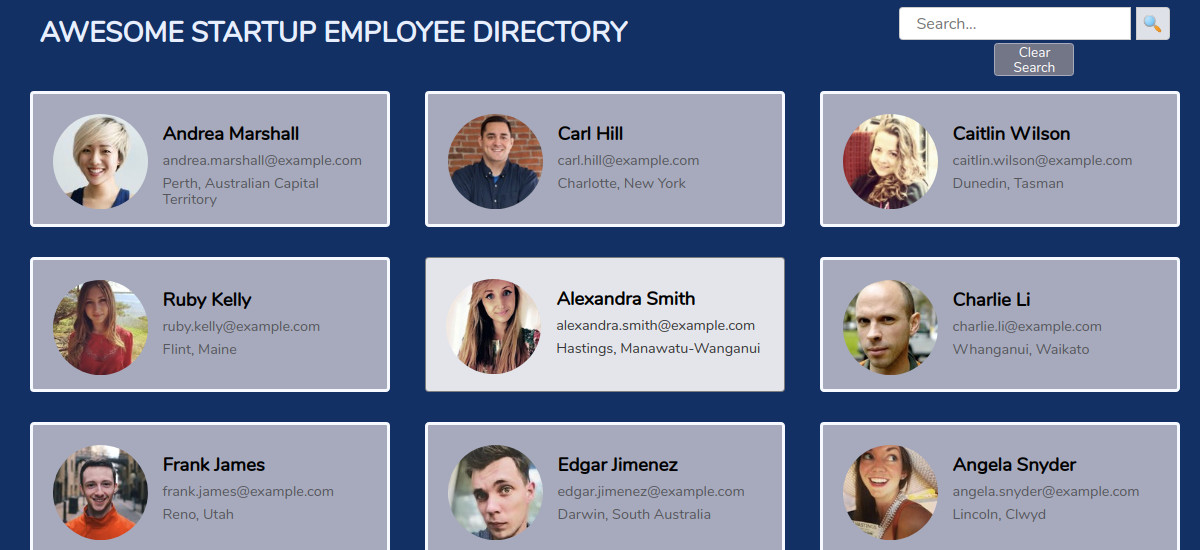 AWESOME STARTUP EMPLOYEE DIRECTORY
Search...
Clear
Search
Andrea Marshall
andrea.marshall@example.com
Perth, Australian Capital
Territory
Carl Hill
carl.hill@example.com
Charlotte, New York
Caitlin Wilson
caitlin.wilson@example.com
Dunedin, Tasman
Ruby Kelly
ruby.kelly@example.com
Flint, Maine
Alexandra Smith
alexandra.smith@example.com
Hastings, Manawatu-Wanganui
Charlie Li
charlie.li@example.com
Whanganui, Waikato
Frank James
frank.james@example.com
Reno, Utah
Edgar Jimenez
edgar.jimenez@example.com
Darwin, South Australia
Angela Snyder
angela.snyder@example.com
Lincoln, Clwyd